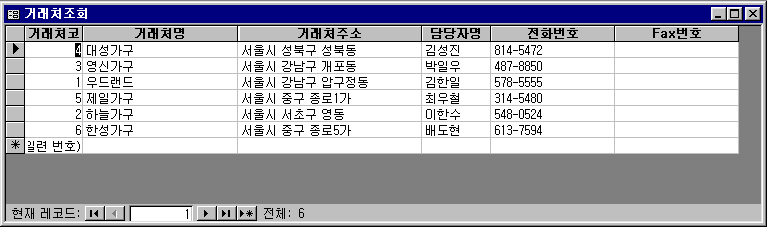 거래처조회
거래처코 거래처명 거래처주소 담당자명 전화번호 Fax번호
4 대성가구 서울시 성북구 성북동 김성진 814-5472
3 영신가구 서울시 강남구 개포동 박일우 487-8850
1 우드랜드 서울시 강남구 압구정동 김한일 578-5555
5 제일가구 서울시 중구 종로1가 최우철 314-5480
2 하늘가구 서울시 서초구 영동 이한수 548-0524
6 한성가구 서울시 중구 종로5가 배도현 613-7594
일련 번호)
현재 레코드: 1 전체: 6